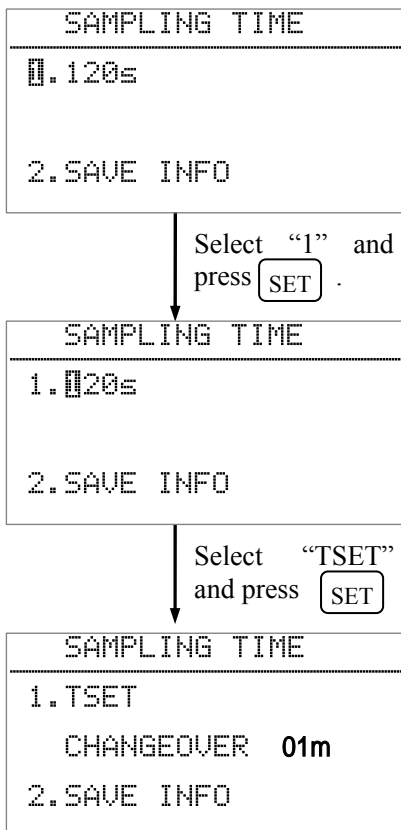 SAMPLING TIME
1.120s
2.SAVE INFO
Select “1” and
press SET .
SAMPLING TIME
1.120s
2.SAVE INFO
Select “TSET”
and press SET
SAMPLING TIME
1.TSET
CHANGEOVER 01m
2.SAVE INFO